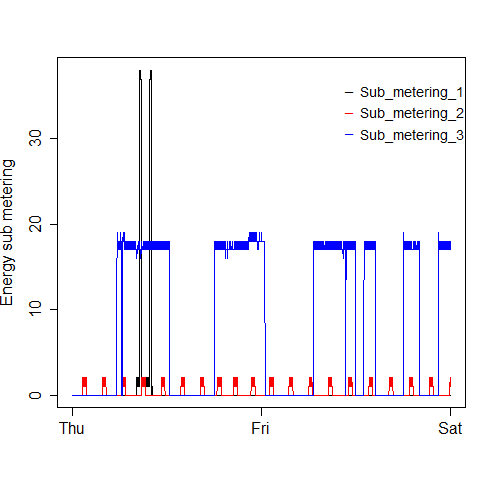 Energy sub metering
30
20
10
0
Thu
Fri
Sat
Sub_metering_1
Sub_metering_2
Sub_metering_3